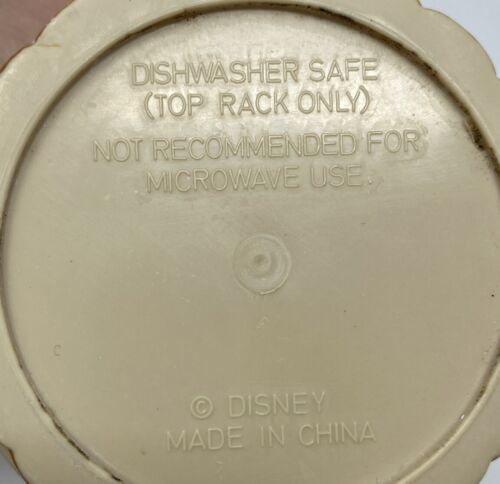 DISHWASHER SAFE
(TOP RACK ONLY)
NOT RECOMMENDED FOR
MICROWAVE USE
© DISNEY
MADE IN CHINA